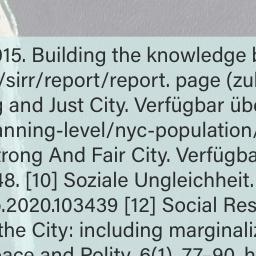 015. Building the knowledge b
/sirr/report/report. page (zul
g and Just City. Verfügbar übe
anning-level/nyc-population/
trong And Fair City. Verfügba
48. [10] Soziale Ungleichheit.
.2020.103439 [12] Social Res
the City: including marginaliz
pace and Polity, 6(1), 77-90. h